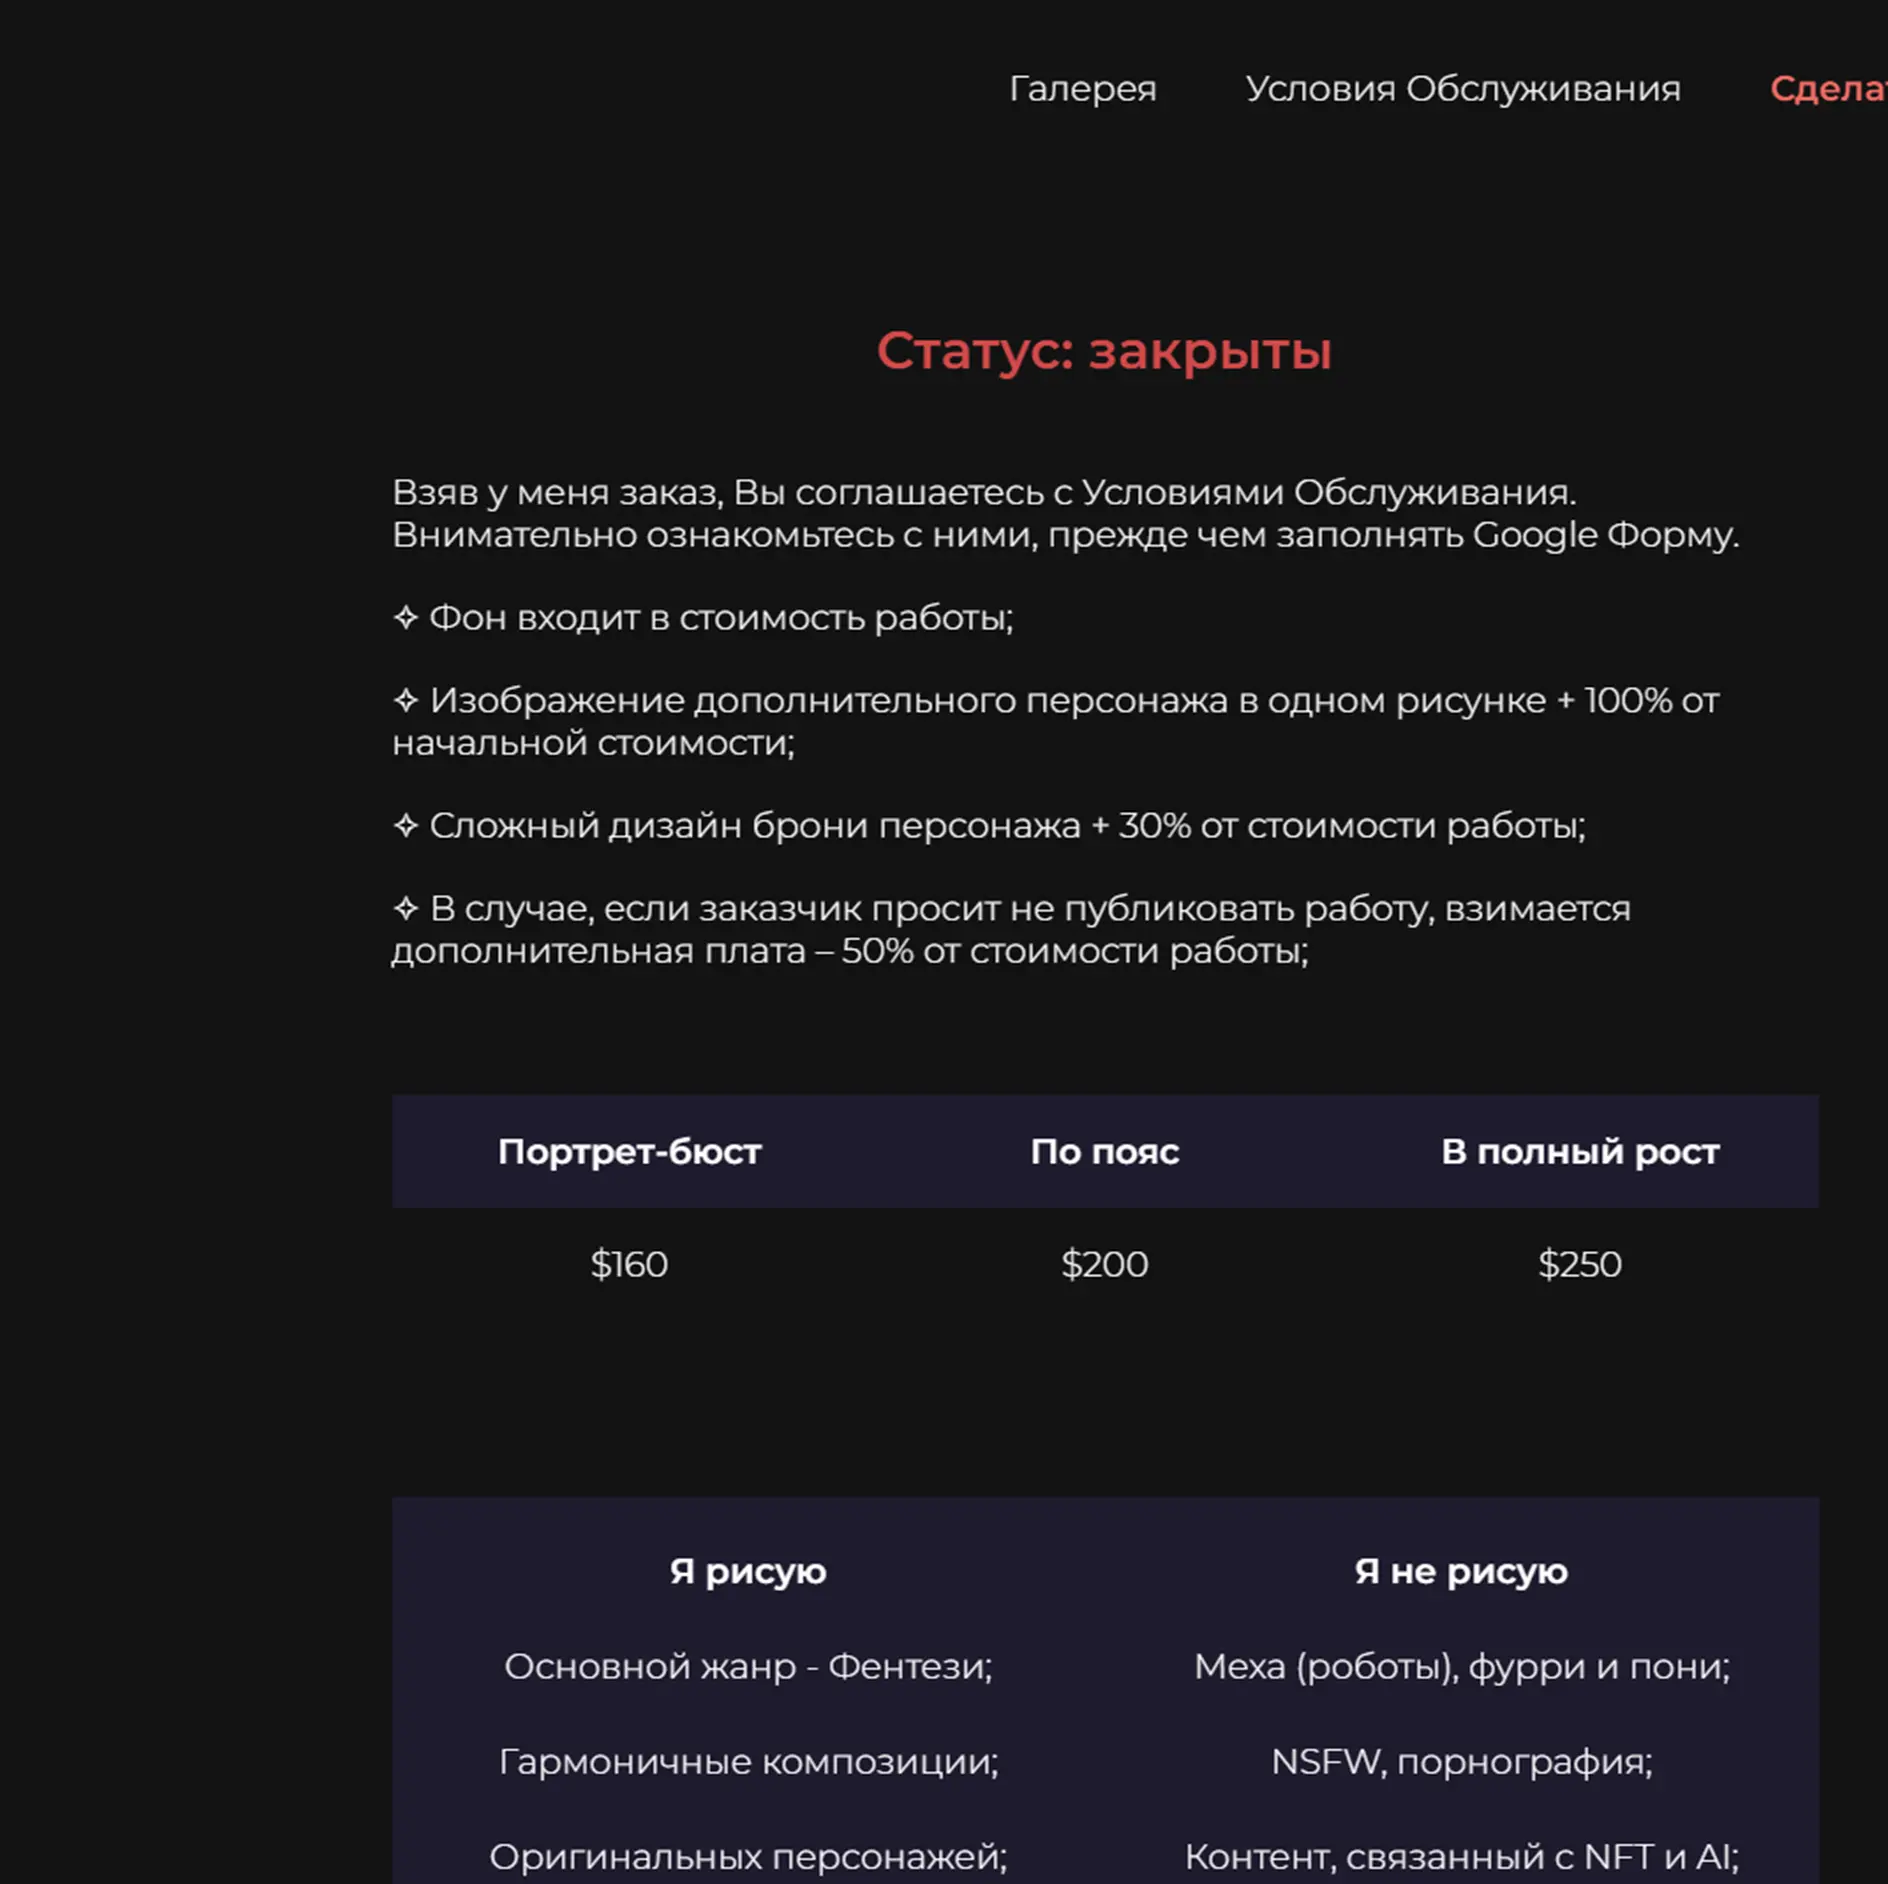 Галерея Условия Обслуживания
Статус: закрыты
Взяв у меня заказ, Вы соглашаетесь с Условиями Обслуживания.
Внимательно ознакомьтесь с ними, прежде чем заполнять Google Форму.
✧ Фон входит в стоимость работы;
✧ Изображение дополнительного персонажа в одном рисунке + 100% от
начальной стоимости;
✧ Сложный дизайн брони персонажа + 30% от стоимости работы;
✧ В случае, если заказчик просит не публиковать работу, взимается
дополнительная плата – 50% от стоимости работы;
Портрет-бюст По пояс В полный рост
$160 $200 $250
Я рисую Я не рисую
Основной жанр - Фентези; Меха (роботы), фурри и пони;
Гармоничные композиции; NSFW, порнография;
Оригинальных персонажей; Контент, связанный с NFT и AI;